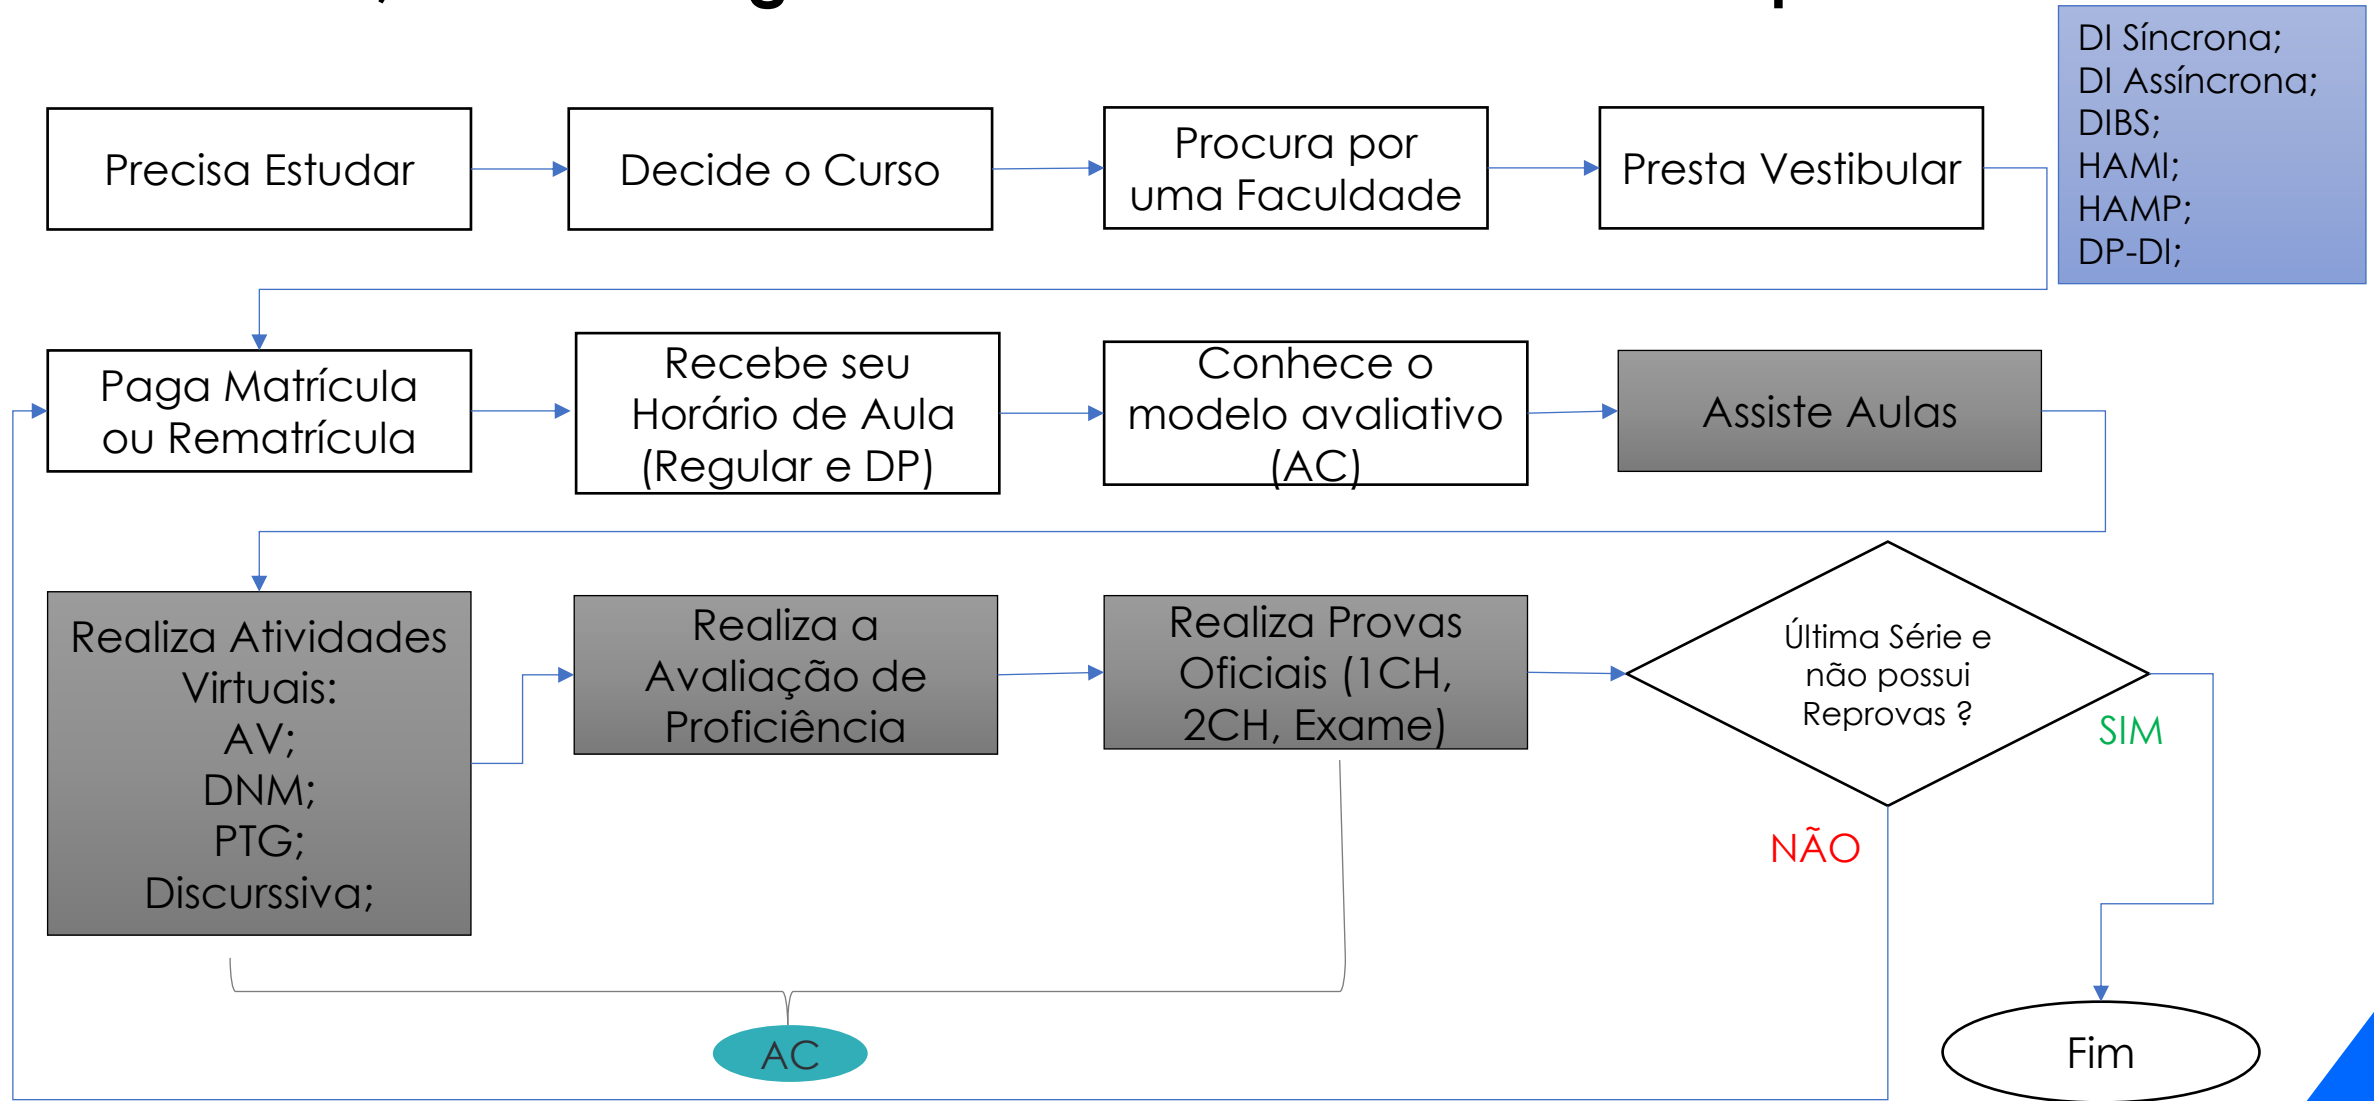 DI Síncrona;
DI Assíncrona;
DIBS;
HAMI;
HAMP;
DP-DI;
Precisa Estudar
Decide o Curso
Procura por
uma Faculdade
Presta Vestibular
Paga Matrícula
ou Rematrícula
Recebe seu
Horário de Aula
(Regular e DP)
Conhece o
modelo avaliativo
(AC)
Assiste Aulas
Realiza Atividades
Virtuais:
AV;
DNM;
PTG;
Discurssiva;
Realiza a
Avaliação de
Proficiência
Realiza Provas
Oficiais (1CH,
2CH, Exame)
Última Série e
não possui
Reprovas ?
SIM
NÃO
AC
Fim